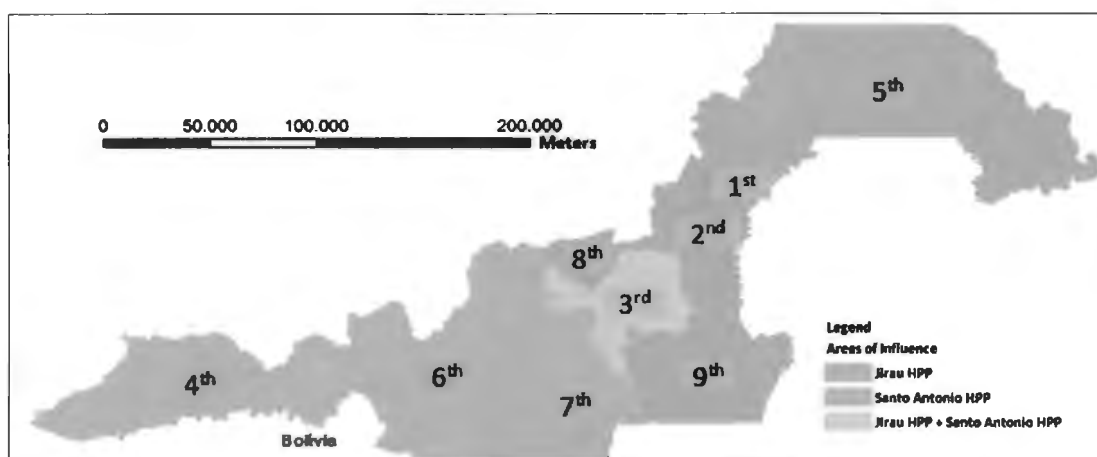 0 50.000 100.000 200.000
Meters
5th
1st
2nd
8th
3rd
4th
6th
7th
9th
Bolivia
Legend
Areas of Influence
Jirau HPP
Santo Antonio HPP
Jirau HPP + Santo Antonio HPP